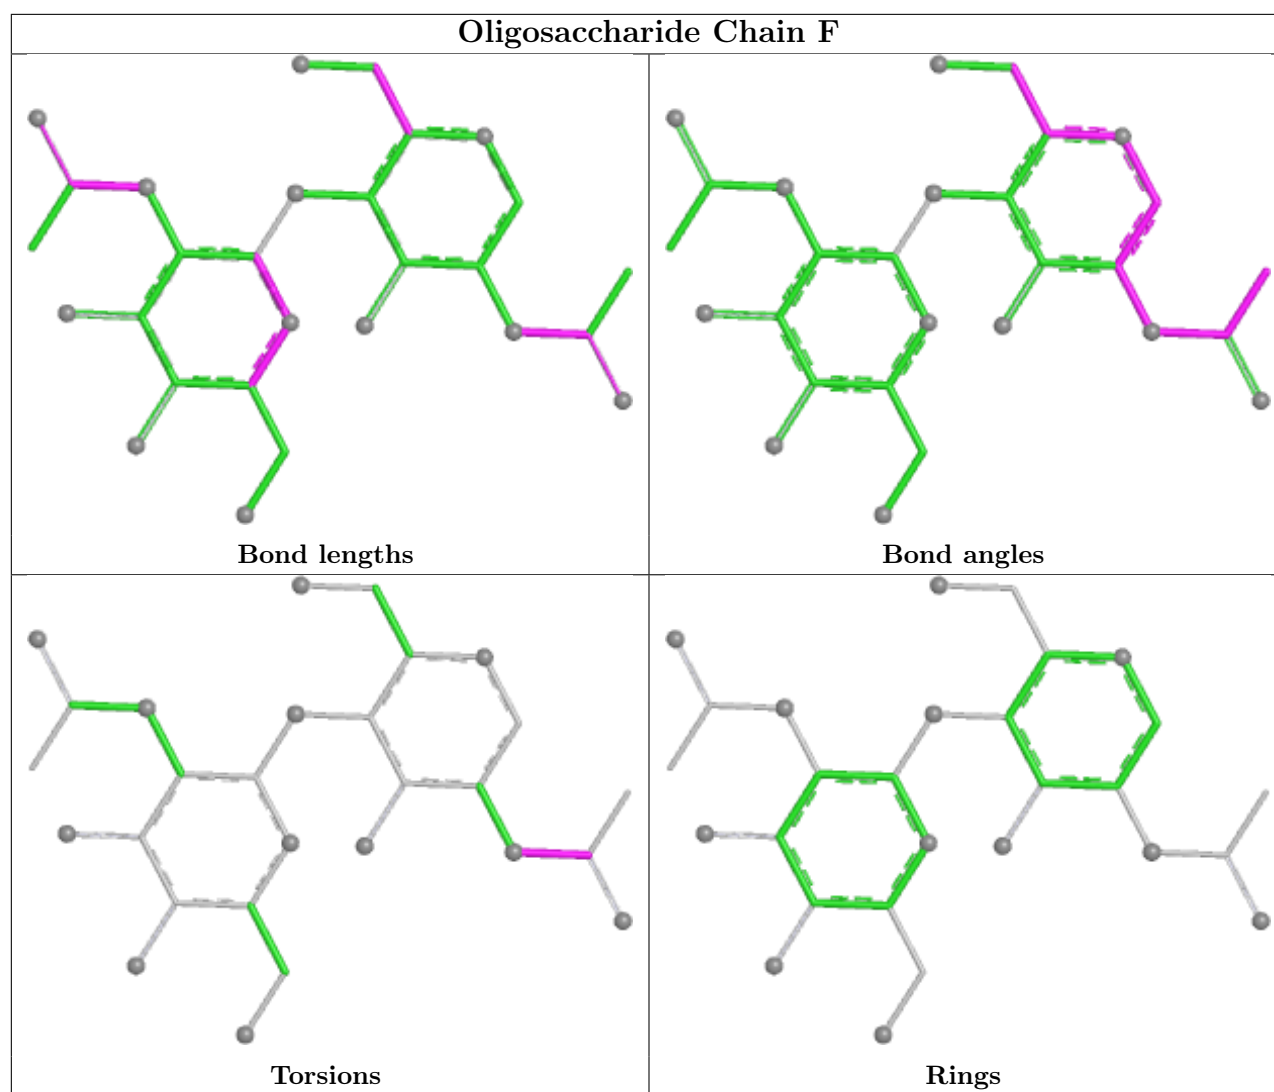 Oligosaccharide Chain F
Bond lengths
Bond angles
Torsions
Rings